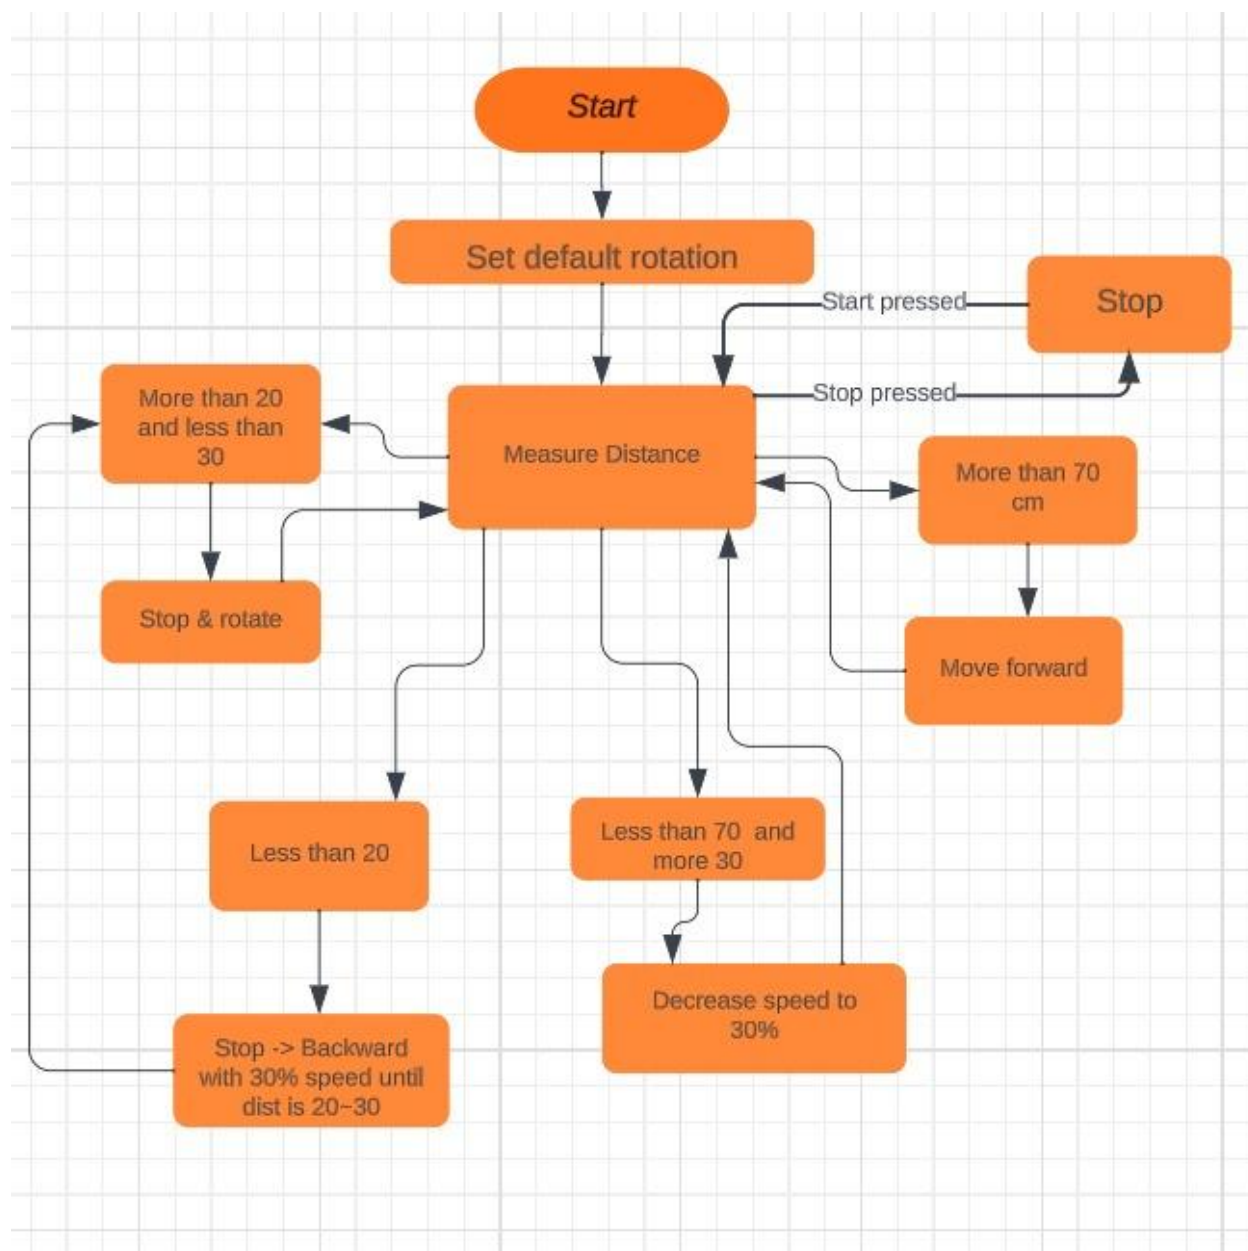 Start
Set default rotation
Start pressed
Stop
Stop pressed
More than 20
and less than
30
Measure Distance
More than 70
cm
Stop & rotate
Move forward
Less than 20
Less than 70  and
more 30
Decrease speed to
30%
Stop -> Backward
with 30% speed until
dist is 20~30